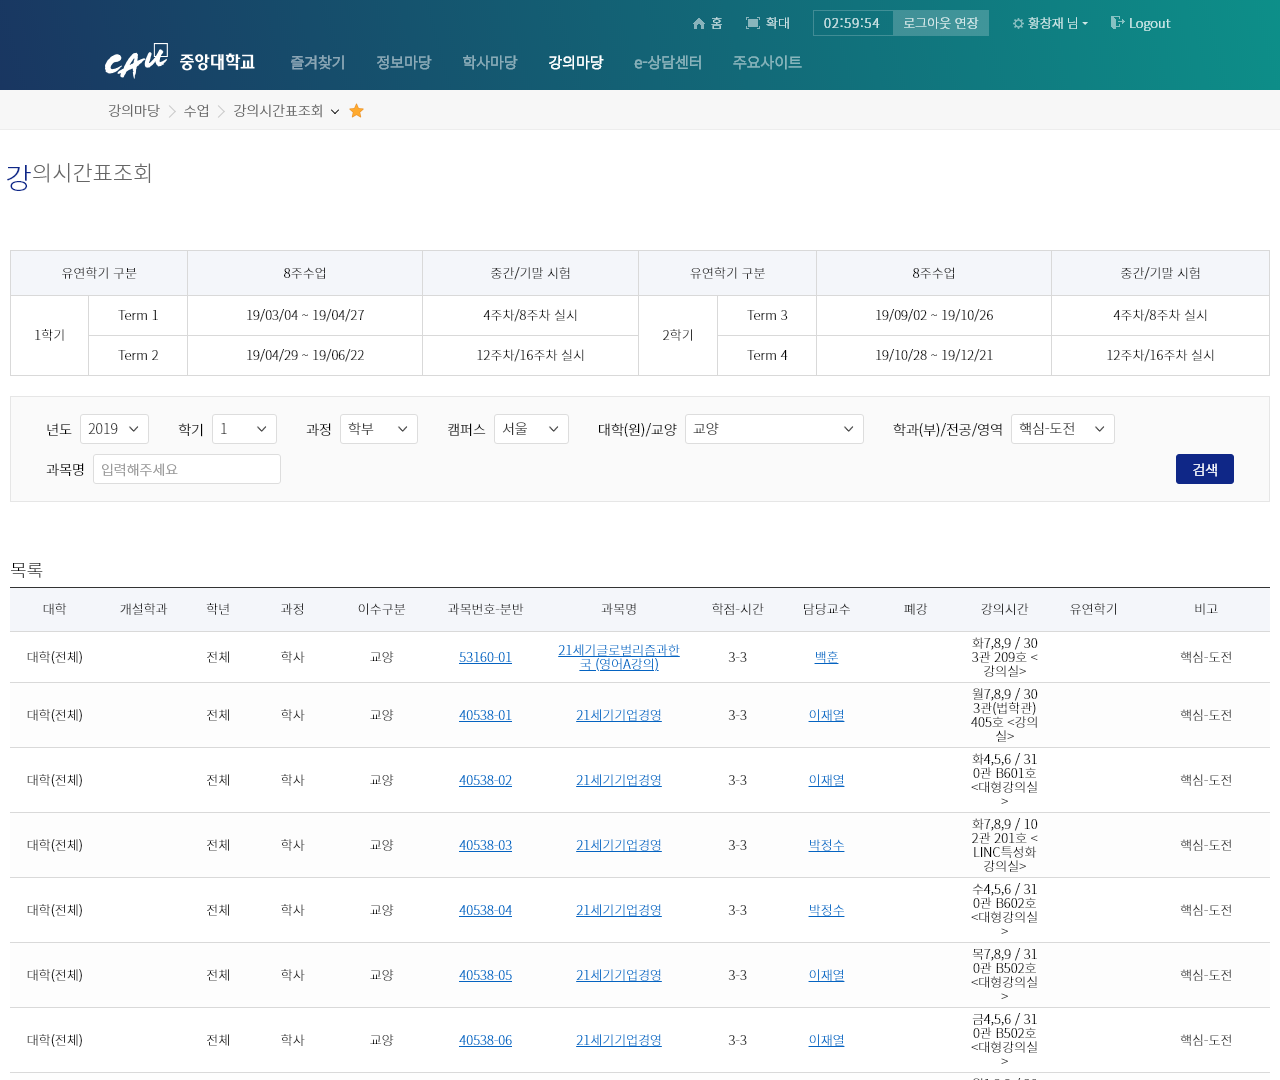 홈 확대 02:59:54 로그아웃 연장 황창재 님 Logout
CAU 중앙대학교 즐겨찾기 정보마당 학사마당 강의마당 e-상담센터 주요사이트
강의마당 수업 강의시간표조회
강의시간표조회
유연학기 구분 8주수업 중간/기말 시험 유연학기 구분 8주수업 중간/기말 시험
1학기 Term 1 19/03/04 ~ 19/04/27 4주차/8주차 실시 2학기 Term 3 19/09/02 ~ 19/10/26 4주차/8주차 실시
Term 2 19/04/29 ~ 19/06/22 12주차/16주차 실시 Term 4 19/10/28 ~ 19/12/21 12주차/16주차 실시
년도 2019 학기 1 과정 학부 캠퍼스 서울 대학(원)/교양 교양 학과(부)/전공/영역 핵심-도전
과목명 입력해주세요 검색
목록
대학 개설학과 학년 과정 이수구분 과목번호-분반 과목명 학점-시간 담당교수 폐강 강의시간 유연학기 비고
대학(전체) 전체 학사 교양 53160-01 21세기글로벌리즘과한국 (영어A강의) 3-3 백훈 화7,8,9 / 303관 209호 <강의실> 핵심-도전
대학(전체) 전체 학사 교양 40538-01 21세기기업경영 3-3 이재열 월7,8,9 / 303관(법학관) 405호 <강의실> 핵심-도전
대학(전체) 전체 학사 교양 40538-02 21세기기업경영 3-3 이재열 화4,5,6 / 310관 B601호 <대형강의실> 핵심-도전
대학(전체) 전체 학사 교양 40538-03 21세기기업경영 3-3 박정수 화7,8,9 / 102관 201호 <LINC특성화강의실> 핵심-도전
대학(전체) 전체 학사 교양 40538-04 21세기기업경영 3-3 박정수 수4,5,6 / 310관 B602호 <대형강의실> 핵심-도전
대학(전체) 전체 학사 교양 40538-05 21세기기업경영 3-3 이재열 목7,8,9 / 310관 B502호 <대형강의실> 핵심-도전
대학(전체) 전체 학사 교양 40538-06 21세기기업경영 3-3 이재열 금4,5,6 / 310관 B502호 <대형강의실> 핵심-도전